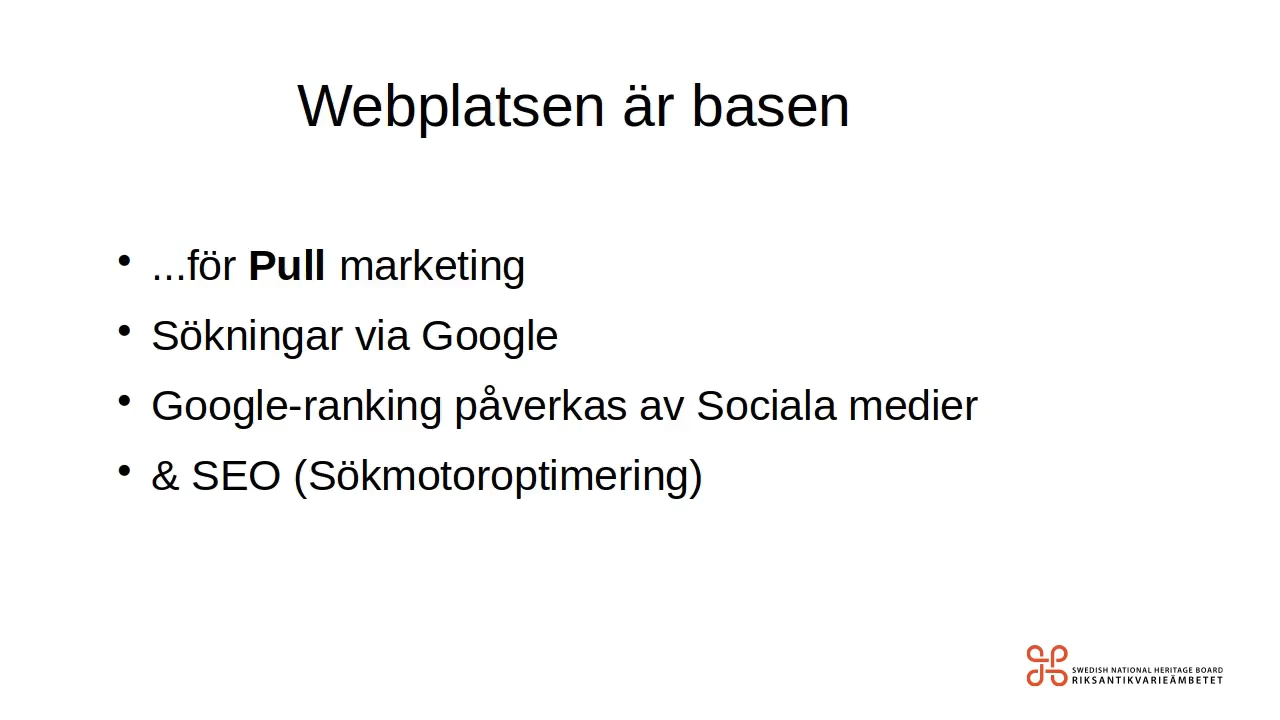 Webplatsen är basen
• ...för Pull marketing
• Sökningar via Google
• Google-ranking påverkas av Sociala medier
• & SEO (Sökmotoroptimering)
SWEDISH NATIONAL HERITAGE BOARD
RIKSANTIKVARIEÄMBETET